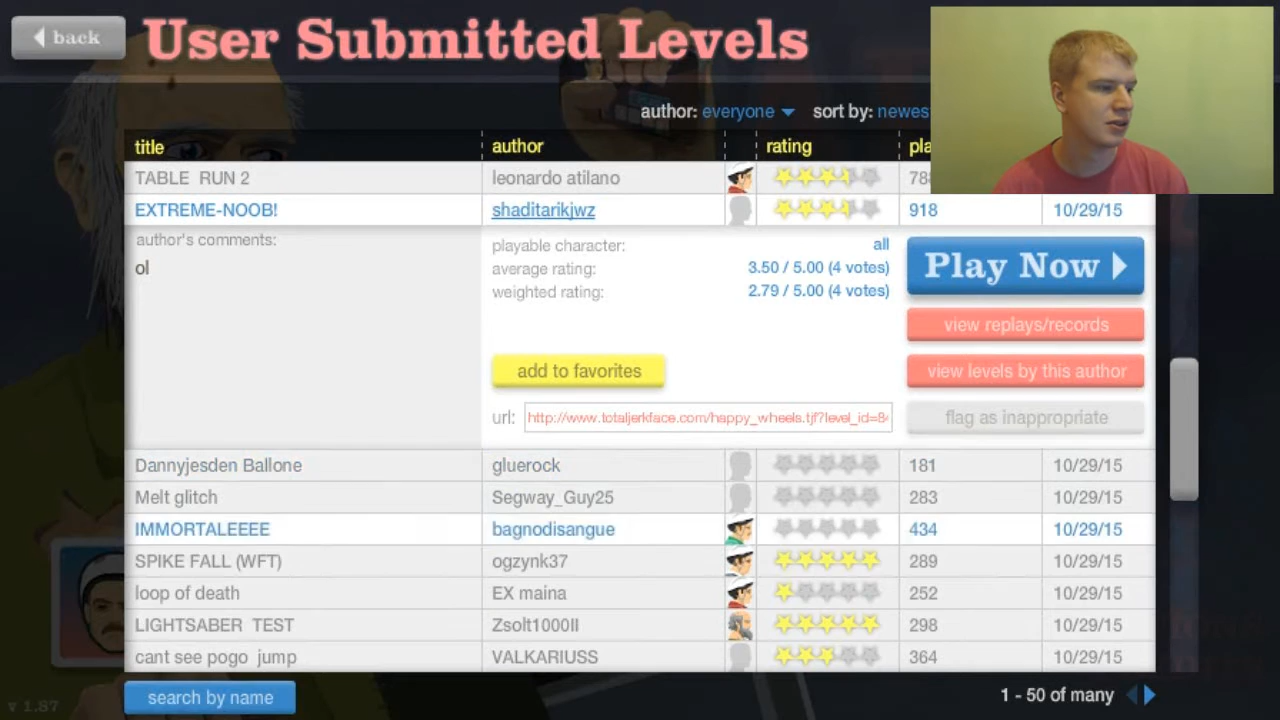 back
User Submitted Levels
author: everyone sort by: newes
title author rating pla
TABLE RUN 2 leonardo atilano 78
EXTREME-NOOB! shaditarikjwz 918 10/29/15
author's comments:
ol
playable character: all
average rating: 3.50 / 5.00 (4 votes)
weighted rating: 2.79 / 5.00 (4 votes)
Play Now
view replays/records
add to favorites
view levels by this author
url: http://www.totaljerkface.com/happy_wheels.tjf?level_id=8
flag as inappropriate
Dannyjesden Ballone gluerock 181 10/29/15
Melt glitch Segway_Guy25 283 10/29/15
IMMORTALEEEE bagnodisangue 434 10/29/15
SPIKE FALL (WFT) ogzynk37 289 10/29/15
loop of death EX maina 252 10/29/15
LIGHTSABER TEST Zsolt1000II 298 10/29/15
cant see pogo jump VALKARIUSS 364 10/29/15
search by name
1 - 50 of many
v 1.87